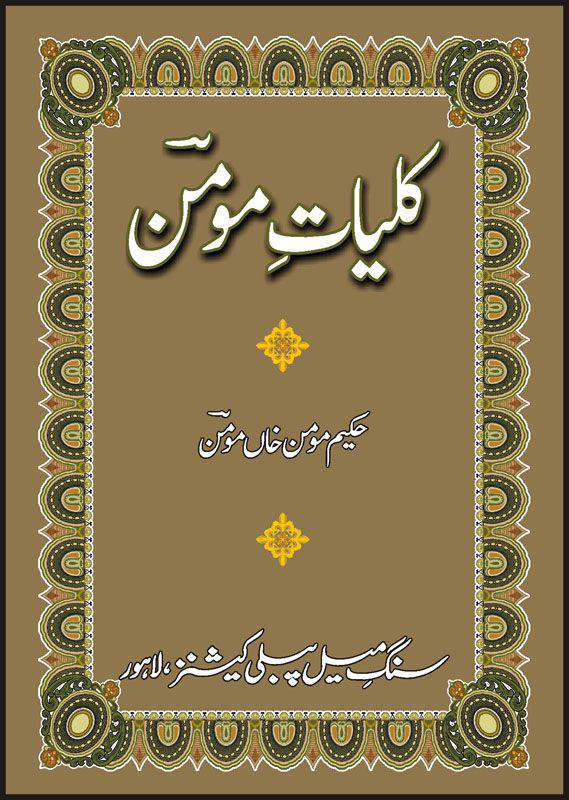 کلیاتِ مومنؔ
حکیم مومن خاں مومنؔ
سنگِ میل پبلی کیشنز، لاہور